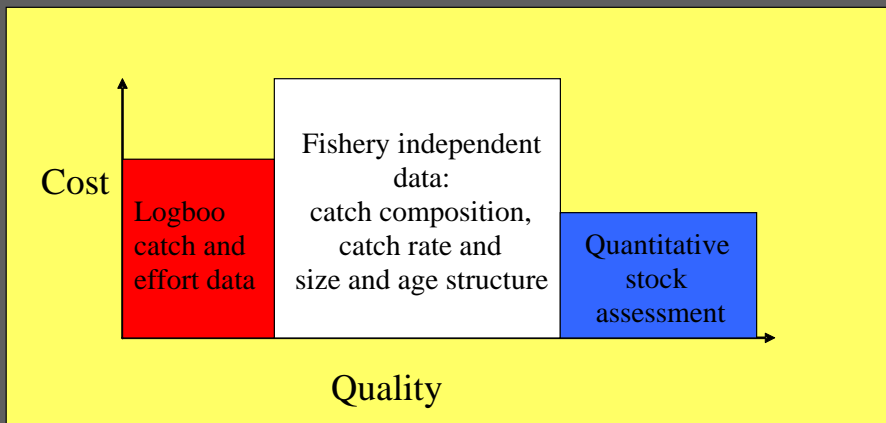 Cost
Logboo
catch and
effort data
Fishery independent
data:
catch composition,
catch rate and
size and age structure
Quantitative
stock
assessment
Quality